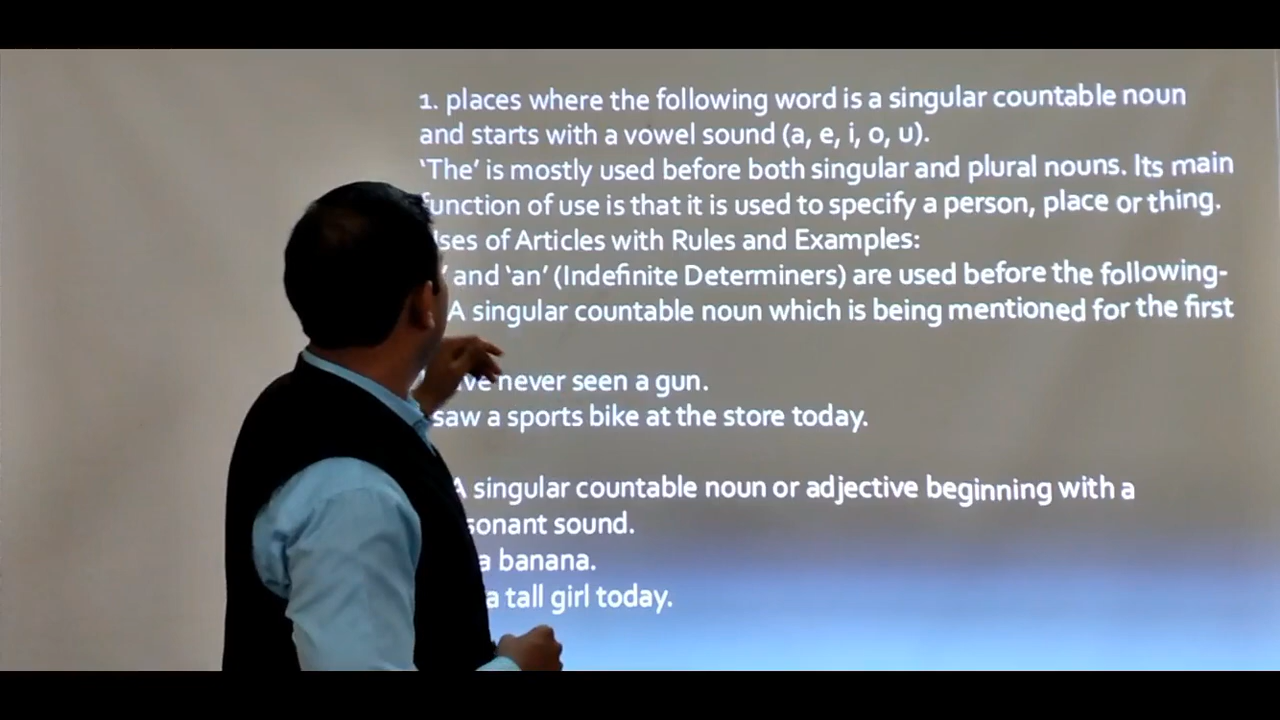 1. places where the following word is a singular countable noun
and starts with a vowel sound (a, e, i, o, u).
‘The’ is mostly used before both singular and plural nouns. Its main
function of use is that it is used to specify a person, place or thing.
ses of Articles with Rules and Examples:
’ and ‘an’ (Indefinite Determiners) are used before the following-
A singular countable noun which is being mentioned for the first
ve never seen a gun.
saw a sports bike at the store today.
A singular countable noun or adjective beginning with a
sonant sound.
a banana.
a tall girl today.